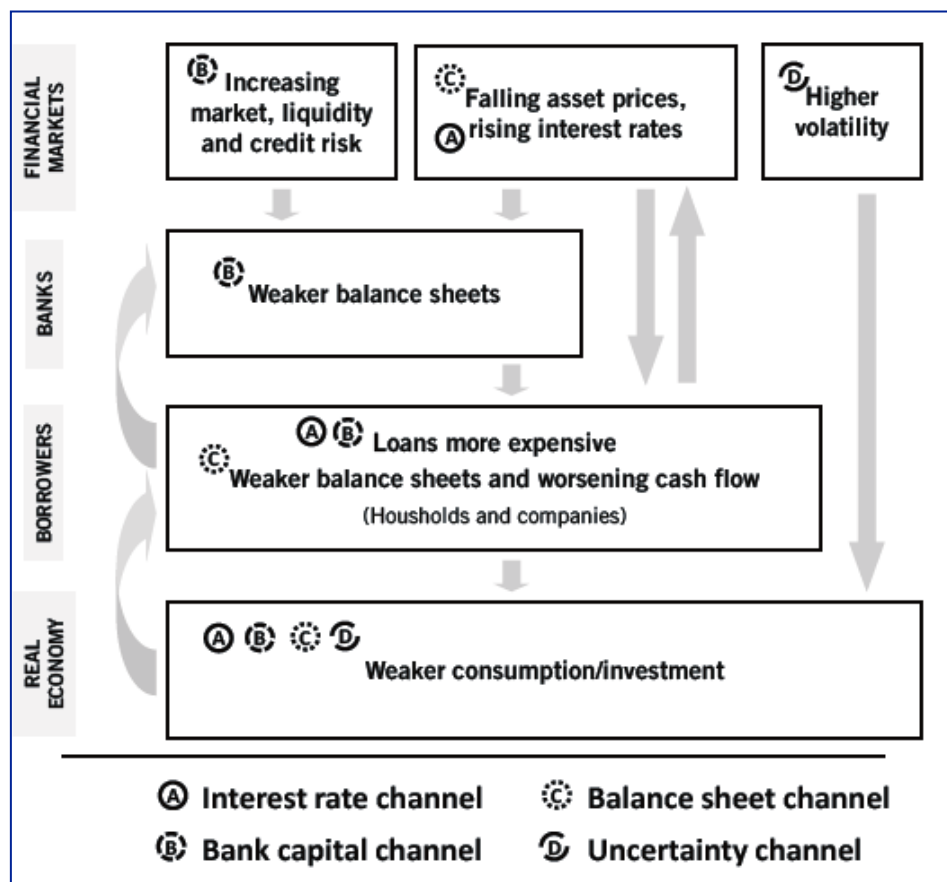 FINANCIAL
MARKETS
B Increasing
market, liquidity
and credit risk
C Falling asset prices,
A rising interest rates
D Higher
volatility
BANKS
B Weaker balance sheets
BORROWERS
A B Loans more expensive
C Weaker balance sheets and worsening cash flow
(Housholds and companies)
REAL
ECONOMY
A B C D
Weaker consumption/investment
A Interest rate channel
C Balance sheet channel
B Bank capital channel
D Uncertainty channel